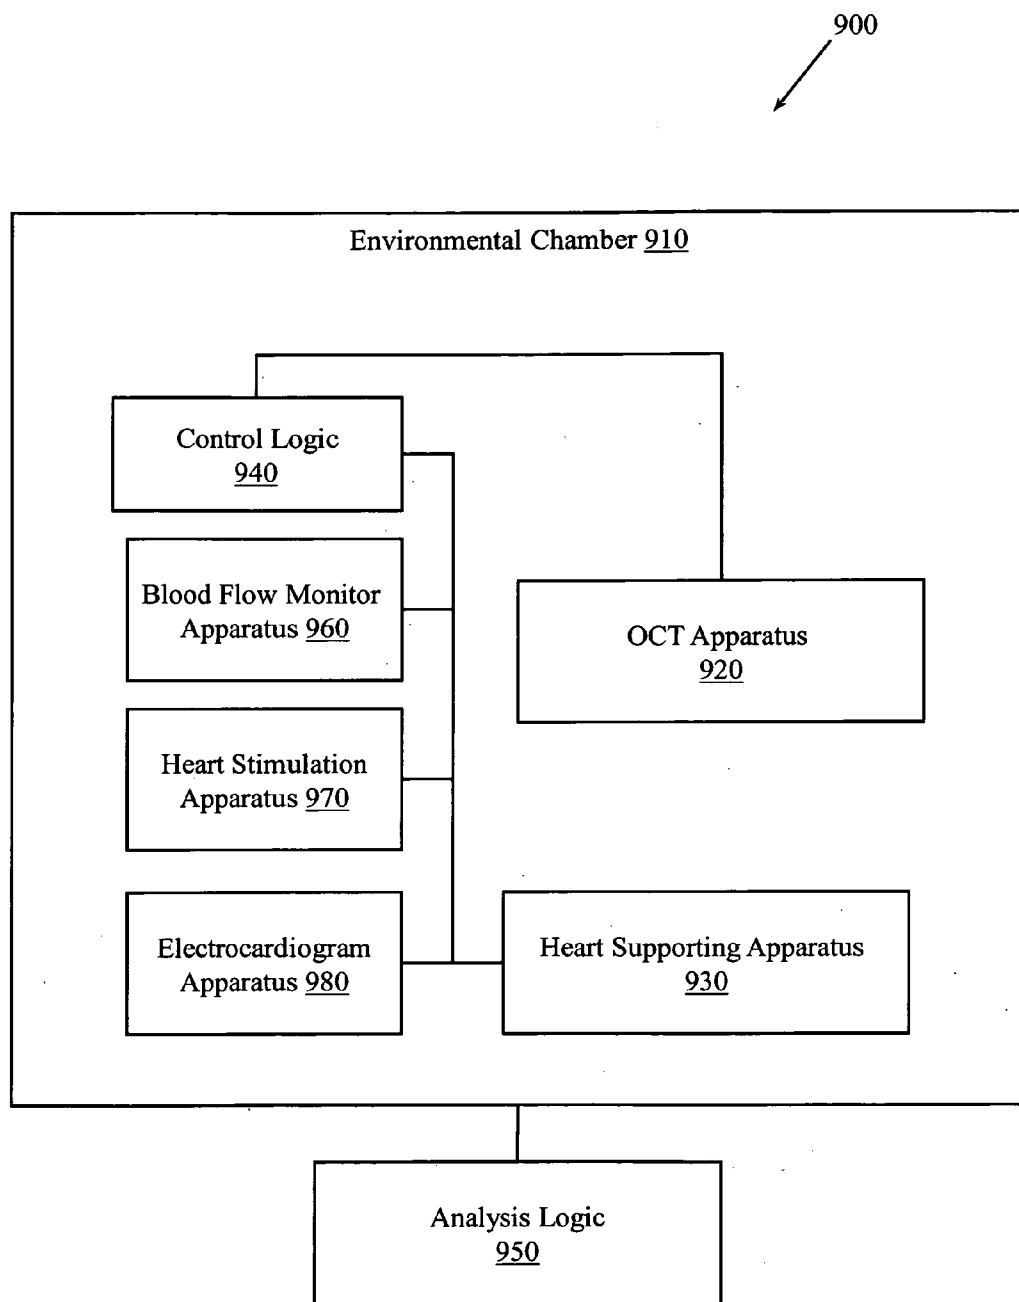 900
Environmental Chamber 910
Control Logic
940
Blood Flow Monitor
Apparatus 960
OCT Apparatus
920
Heart Stimulation
Apparatus 970
Electrocardiogram
Apparatus 980
Heart Supporting Apparatus
930
Analysis Logic
950